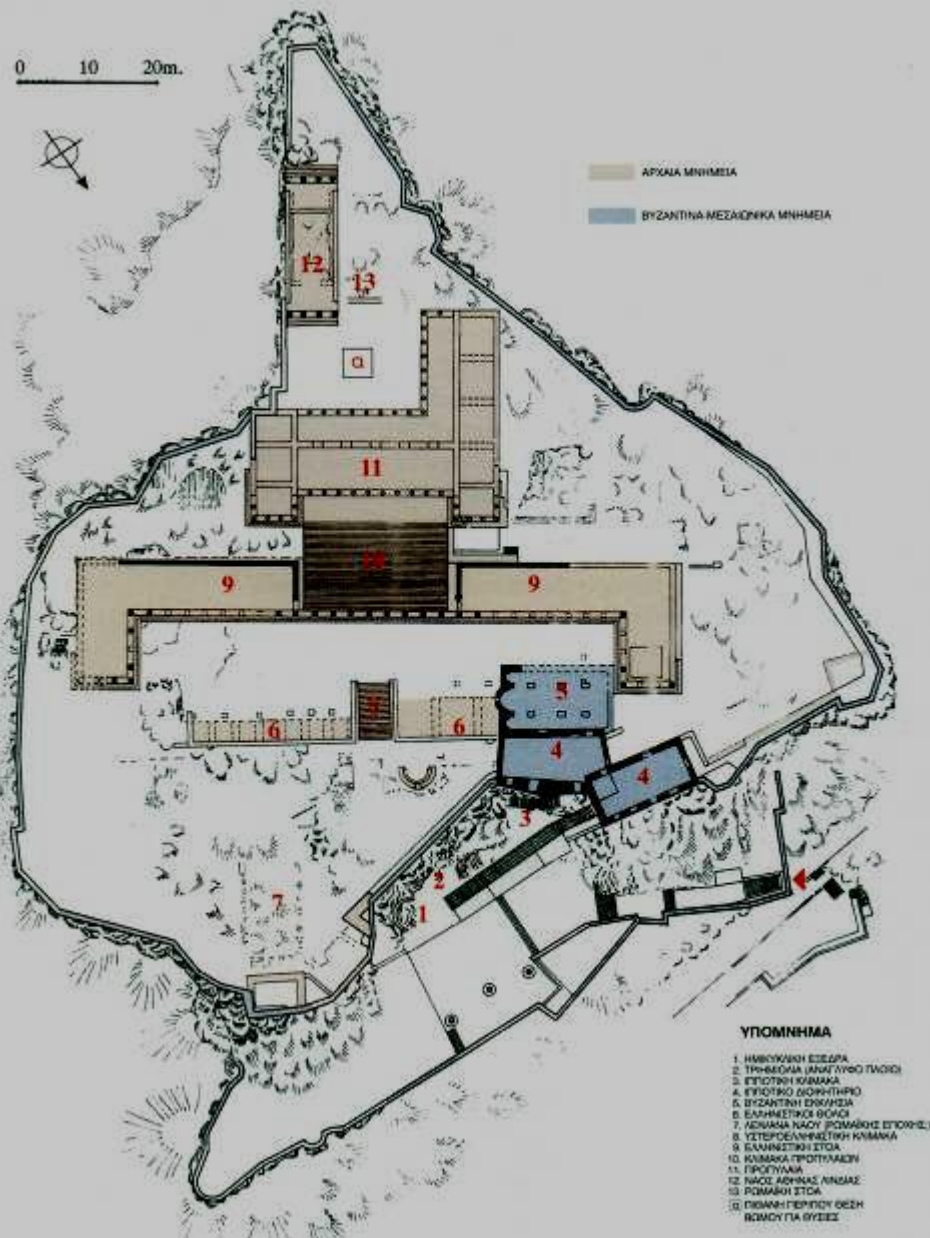 0 10 20m.
ΑΡΧΑΙΑ ΜΝΗΜΕΙΑ
ΒΥΖΑΝΤΙΝΑ-ΜΕΣΑΙΩΝΙΚΑ ΜΝΗΜΕΙΑ
12
13
α
11
10
9 9
5
8
6 6
4
4
3
2
1
7
ΥΠΟΜΝΗΜΑ
1. ΗΜΙΚΥΚΛΙΚΗ ΕΞΕΔΡΑ
2. ΤΡΙΗΜΙΟΛΙΑ (ΑΝΑΓΛΥΦΟ ΠΛΟΙΟ)
3. ΙΠΠΟΤΙΚΗ ΚΛΙΜΑΚΑ
4. ΙΠΠΟΤΙΚΟ ΔΙΟΙΚΗΤΗΡΙΟ
5. ΒΥΖΑΝΤΙΝΗ ΕΚΚΛΗΣΙΑ
6. ΕΛΛΗΝΙΣΤΙΚΟΙ ΘΟΛΟΙ
7. ΛΕΙΨΑΝΑ ΝΑΟΥ (ΡΩΜΑΪΚΗΣ ΕΠΟΧΗΣ)
8. ΥΣΤΕΡΟΕΛΛΗΝΙΣΤΙΚΗ ΚΛΙΜΑΚΑ
9. ΕΛΛΗΝΙΣΤΙΚΗ ΣΤΟΑ
10. ΚΛΙΜΑΚΑ ΠΡΟΠΥΛΑΙΩΝ
11. ΠΡΟΠΥΛΑΙΑ
12. ΝΑΟΣ ΑΘΗΝΑΣ ΛΙΝΔΙΑΣ
13. ΡΩΜΑΪΚΗ ΣΤΟΑ
α ΠΙΘΑΝΗ ΠΕΡΙΠΟΥ ΘΕΣΗ
ΒΩΜΟΥ ΓΙΑ ΘΥΣΙΕΣ